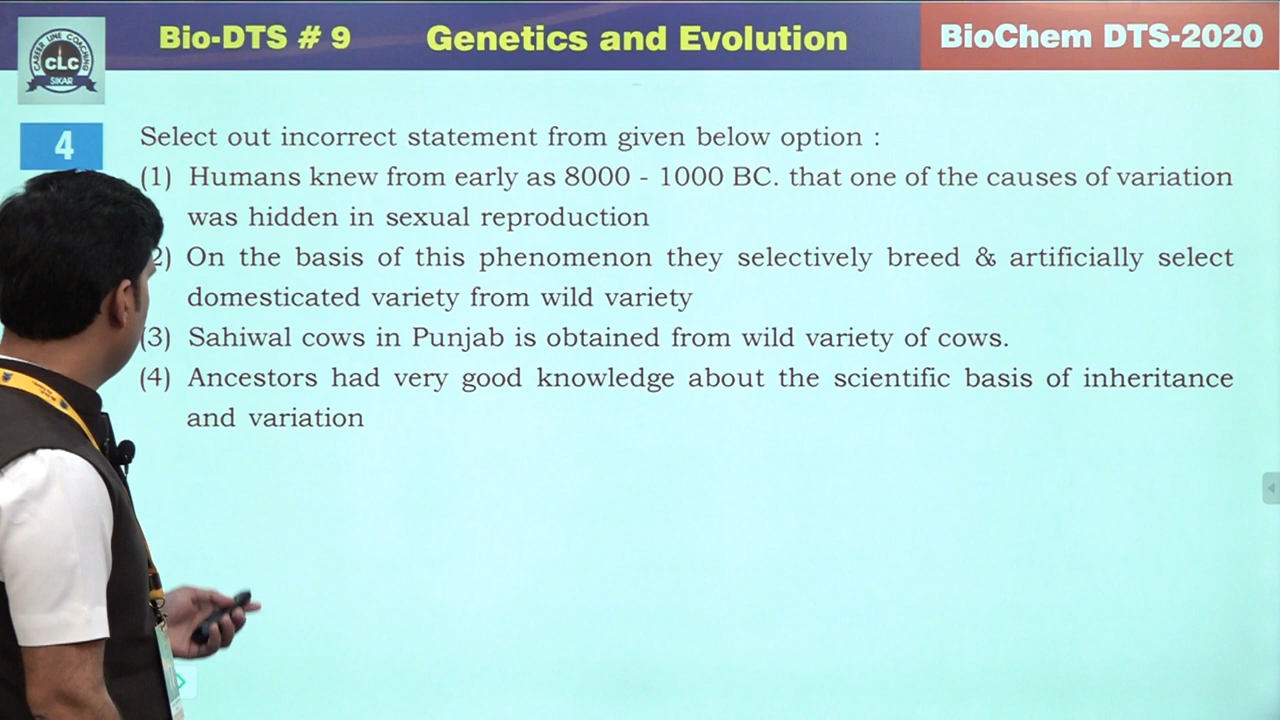 Bio-DTS # 9
Genetics and Evolution
BioChem DTS-2020
CAREER LINE COACHING
CLC
SIKAR
4
Select out incorrect statement from given below option :
(1) Humans knew from early as 8000 - 1000 BC. that one of the causes of variation
was hidden in sexual reproduction
2) On the basis of this phenomenon they selectively breed & artificially select
domesticated variety from wild variety
(3) Sahiwal cows in Punjab is obtained from wild variety of cows.
(4) Ancestors had very good knowledge about the scientific basis of inheritance
and variation